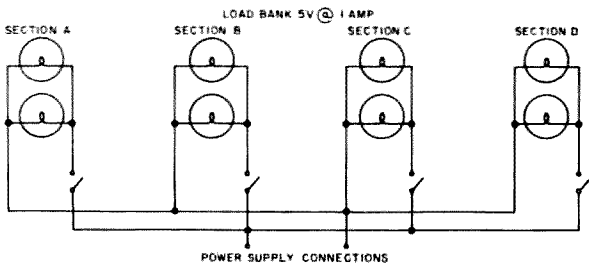 LOAD BANK 5V @ 1 AMP
SECTION A SECTION B SECTION C SECTION D
POWER SUPPLY CONNECTIONS